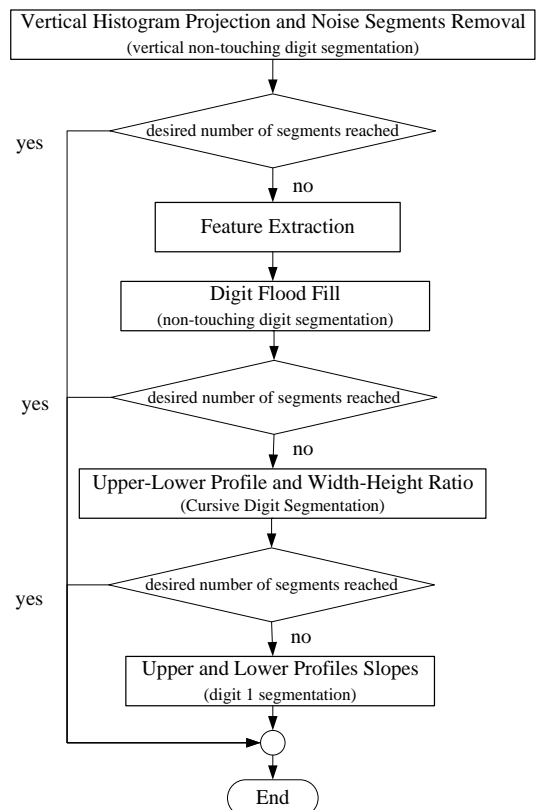 Vertical Histogram Projection and Noise Segments Removal
(vertical non-touching digit segmentation)
desired number of segments reached
yes
no
Feature Extraction
Digit Flood Fill
(non-touching digit segmentation)
desired number of segments reached
yes
no
Upper-Lower Profile and Width-Height Ratio
(Cursive Digit Segmentation)
desired number of segments reached
yes
no
Upper and Lower Profiles Slopes
(digit 1 segmentation)
End